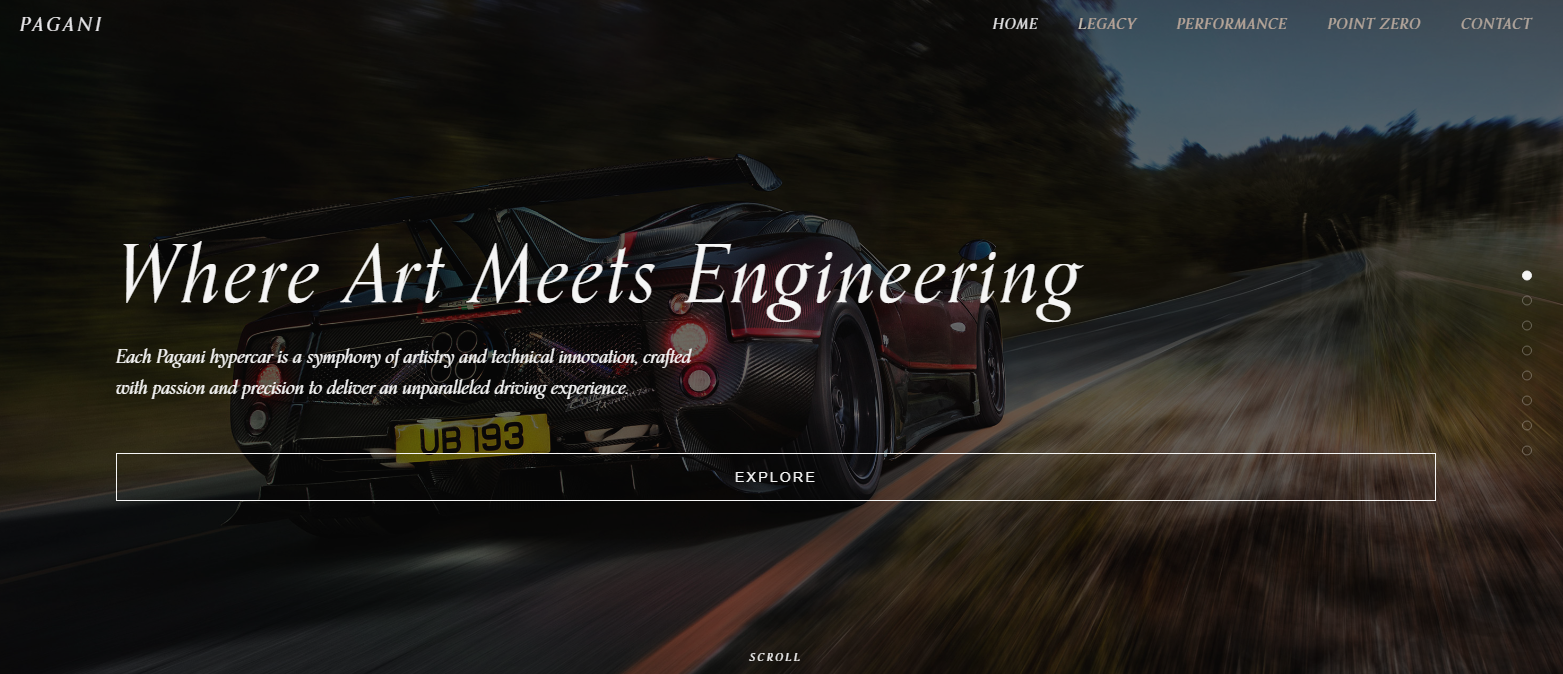 PAGANI
HOME LEGACY PERFORMANCE POINT ZERO CONTACT
Where Art Meets Engineering
Each Pagani hypercar is a symphony of artistry and technical innovation, crafted
with passion and precision to deliver an unparalleled driving experience.
UB 193
EXPLORE
SCROLL